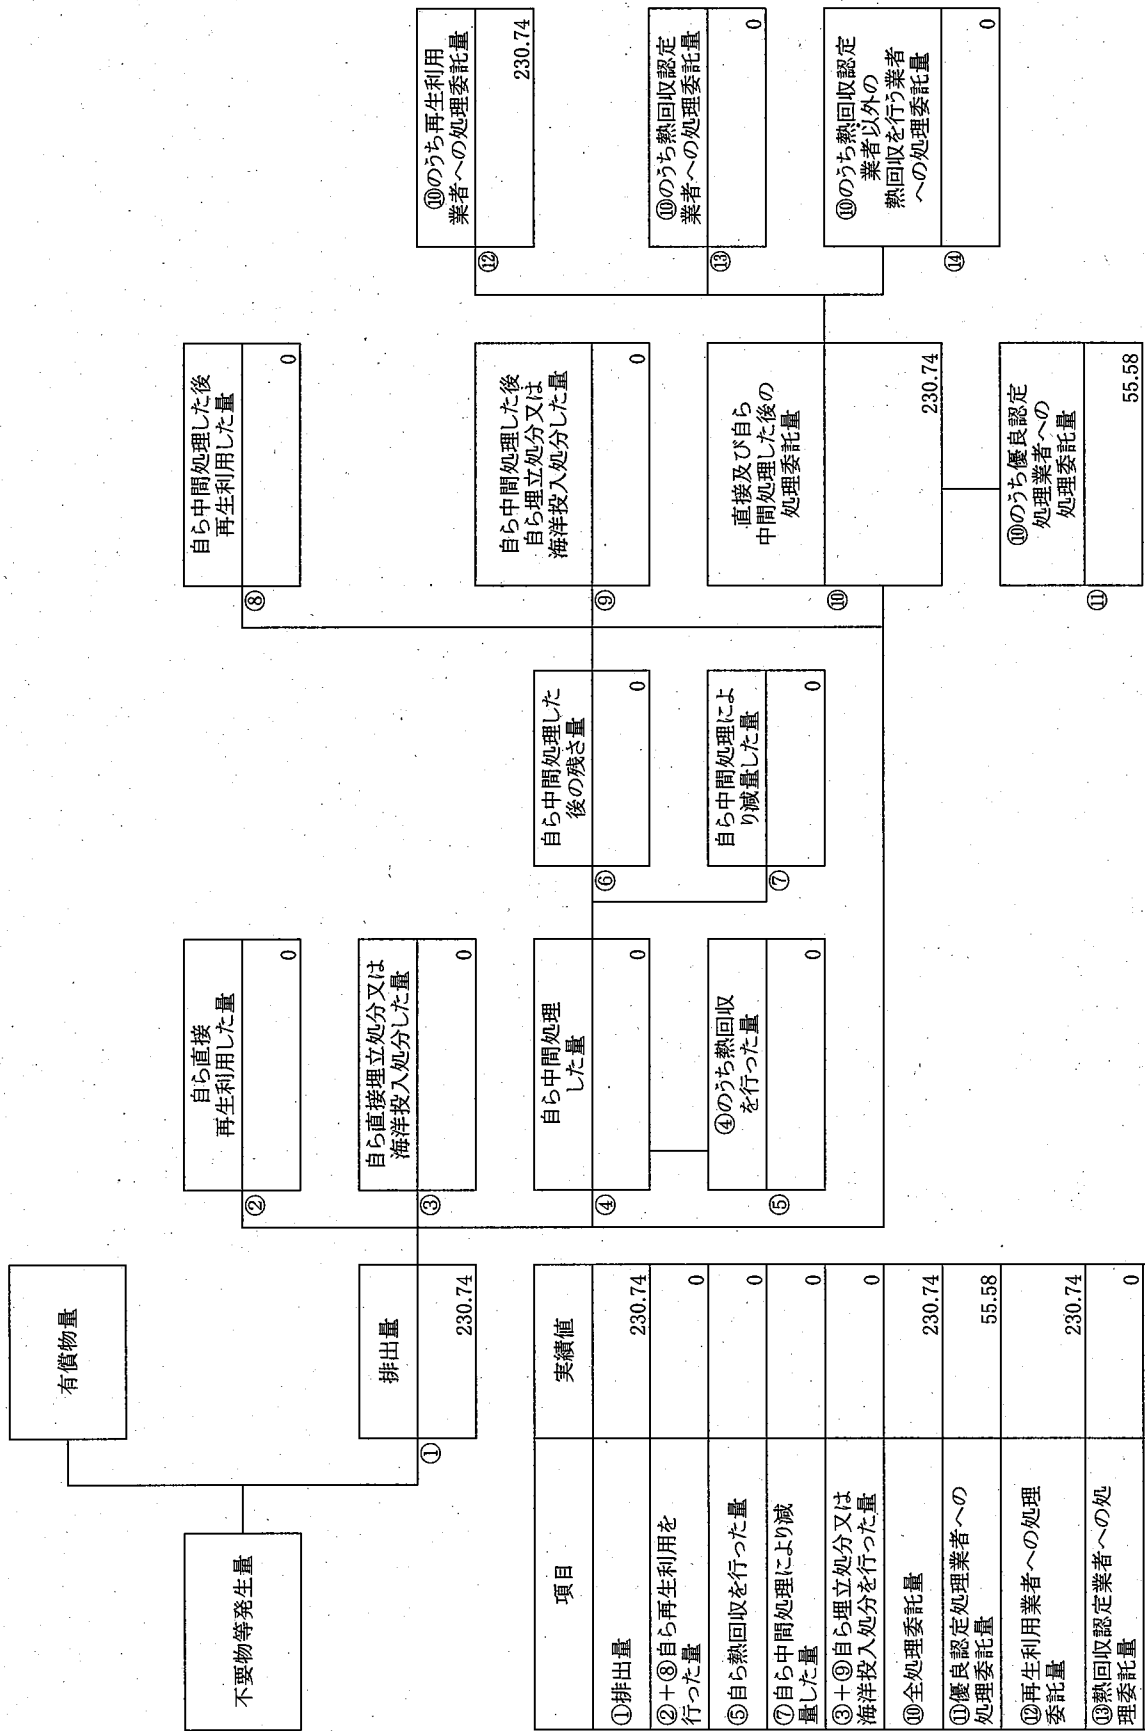 不要物等発生量
有償物量
①
排出量
230.74
②
自ら直接
再生利用した量
0
③
自ら直接埋立処分又は
海洋投入処分した量
0
④
自ら中間処理
した量
0
⑤
④のうち熱回収
を行った量
0
⑥
自ら中間処理した
後の残さ量
0
⑦
自ら中間処理によ
り減量した量
0
⑧
自ら中間処理した後
再生利用した量
0
⑨
自ら中間処理した後
自ら埋立処分又は
海洋投入処分した量
0
⑩
直接及び自ら
中間処理した後の
処理委託量
230.74
⑪
⑩のうち優良認定
処理業者への
処理委託量
55.58
⑫
⑩のうち再生利用
業者への処理委託量
230.74
⑬
⑩のうち熱回収認定
業者への処理委託量
0
⑭
⑩のうち熱回収認定
業者以外の
熱回収を行う業者
への処理委託量
0
項目 実績値
①排出量 230.74
②+⑧自ら再生利用を
行った量 0
⑤自ら熱回収を行った量 0
⑦自ら中間処理により減
量した量 0
③+⑨自ら埋立処分又は
海洋投入処分を行った量 0
⑩全処理委託量 230.74
⑪優良認定処理業者への
処理委託量 55.58
⑫再生利用業者への処理
委託量 230.74
⑬熱回収認定業者への処
理委託量 0